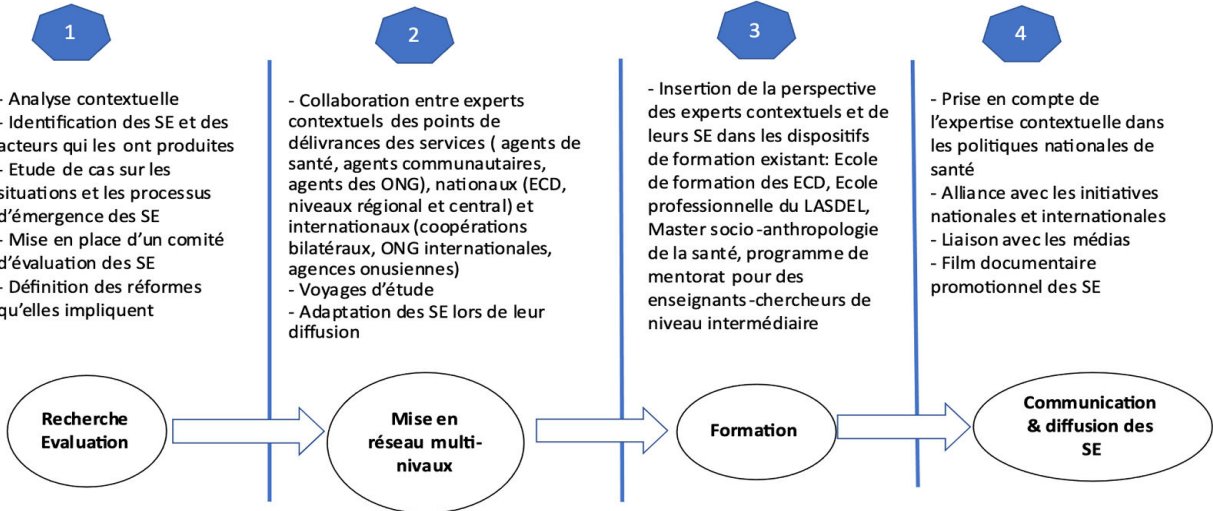 1
- Analyse contextuelle
- Identification des SE et des
acteurs qui les ont produites
- Etude de cas sur les
situations et les processus
d'émergence des SE
- Mise en place d'un comité
d'évaluation des SE
- Définition des réformes
qu'elles impliquent
Recherche
Evaluation
2
- Collaboration entre experts
contextuels des points de
délivrances des services ( agents de
santé, agents communautaires,
agents des ONG), nationaux (ECD,
niveaux régional et central) et
internationaux (coopérations
bilatéraux, ONG internationales,
agences onusiennes)
- Voyages d'étude
- Adaptation des SE lors de leur
diffusion
Mise en
réseau multi-
nivaux
3
- Insertion de la perspective
des experts contextuels et de
leurs SE dans les dispositifs
de formation existant: Ecole
de formation des ECD, Ecole
professionnelle du LASDEL,
Master socio-anthropologie
de la santé, programme de
mentorat pour des
enseignants-chercheurs de
niveau intermédiaire
Formation
4
- Prise en compte de
l'expertise contextuelle dans
les politiques nationales de
santé
- Alliance avec les initiatives
nationales et internationales
- Liaison avec les médias
- Film documentaire
promotionnel des SE
Communication
& diffusion des
SE